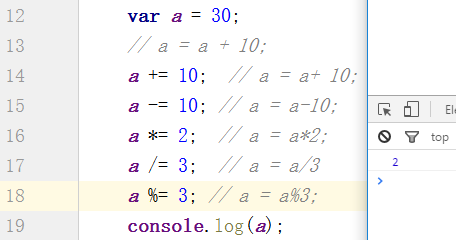 12 var a = 30;
13 // a = a + 10;
14 a += 10;  // a = a+ 10;
15 a -= 10; // a = a-10;
16 a *= 2;  // a = a*2;
17 a /= 3;  // a = a/3
18 a %= 3; // a = a%3;
19 console.log(a);
Ele
top
2
>